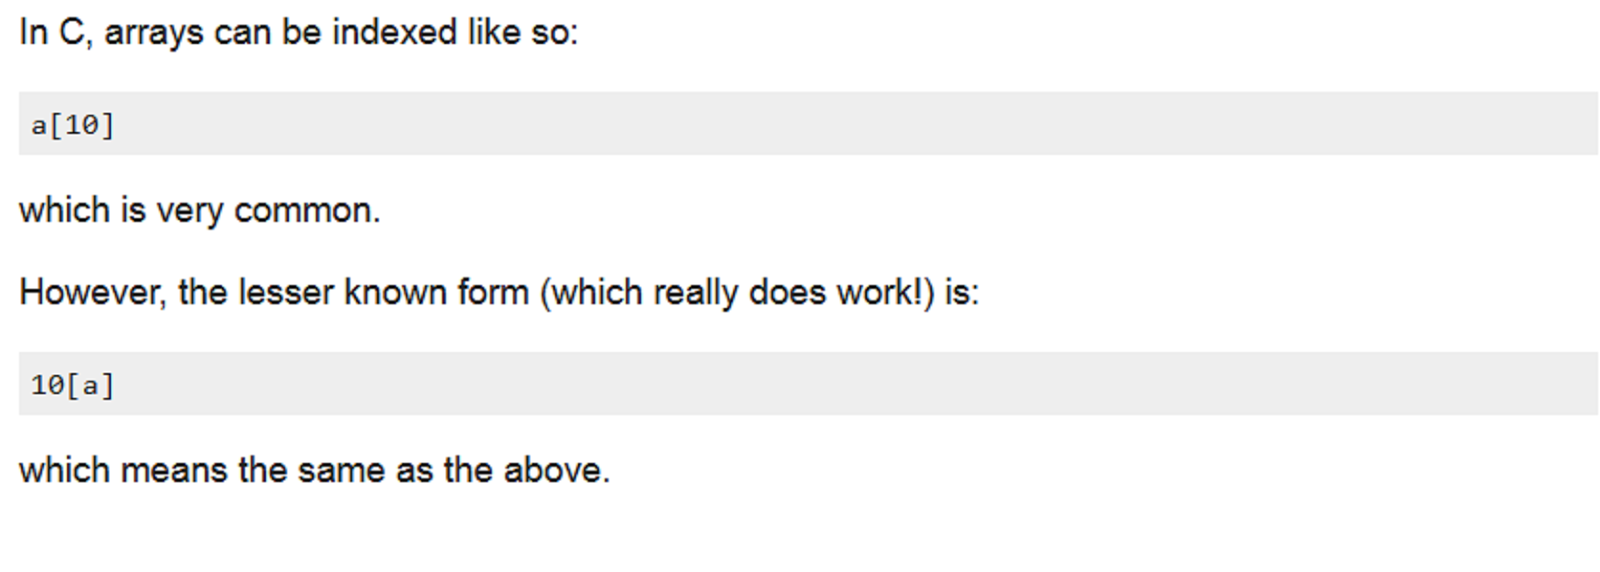 In C, arrays can be indexed like so:
a[10]
which is very common.
However, the lesser known form (which really does work!) is:
10[a]
which means the same as the above.